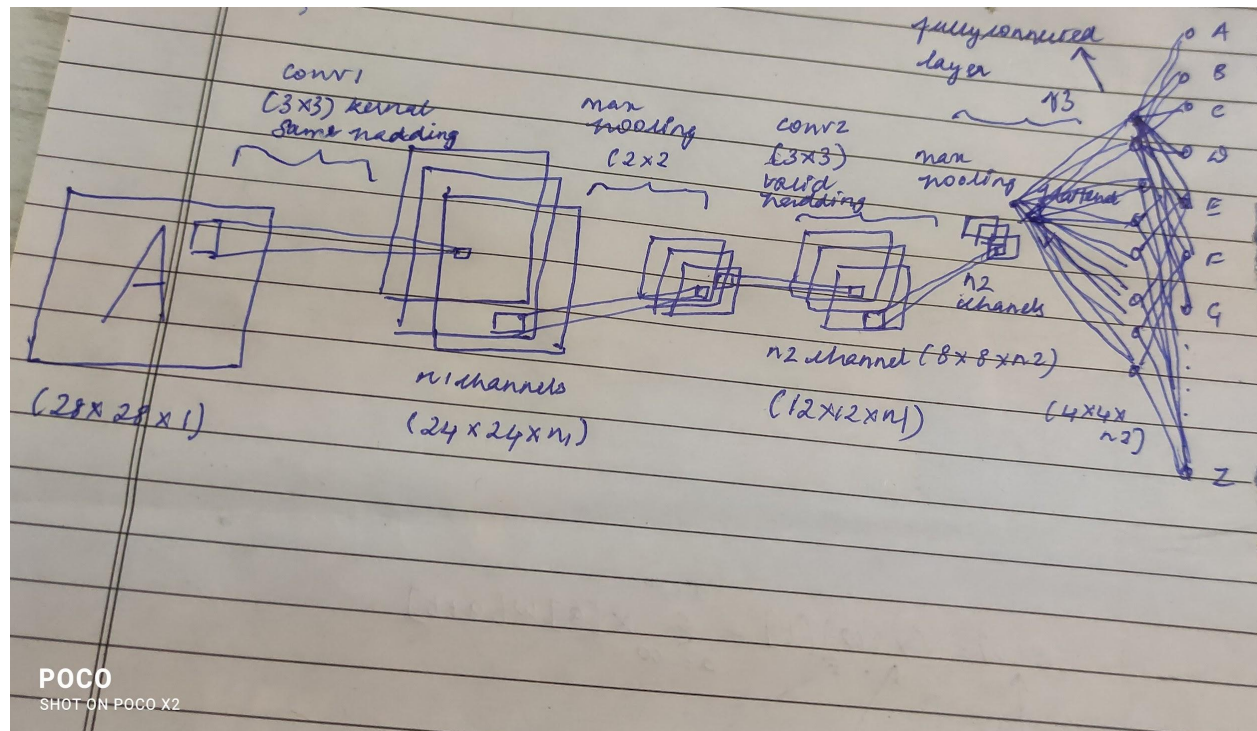 conv1
(3×3) kernal
same padding
max
pooling
(2×2
conv2
(3×3)
valid
padding
max
pooling
fully connected
layer
A
B
C
D
E
F
G
Z
A
n1 channels
n2 channel (8×8×n2)
n2
channels
(28×28×1)
(24×24×n1)
(12×12×n1)
(4×4×
n2)
POCO
SHOT ON POCO X2